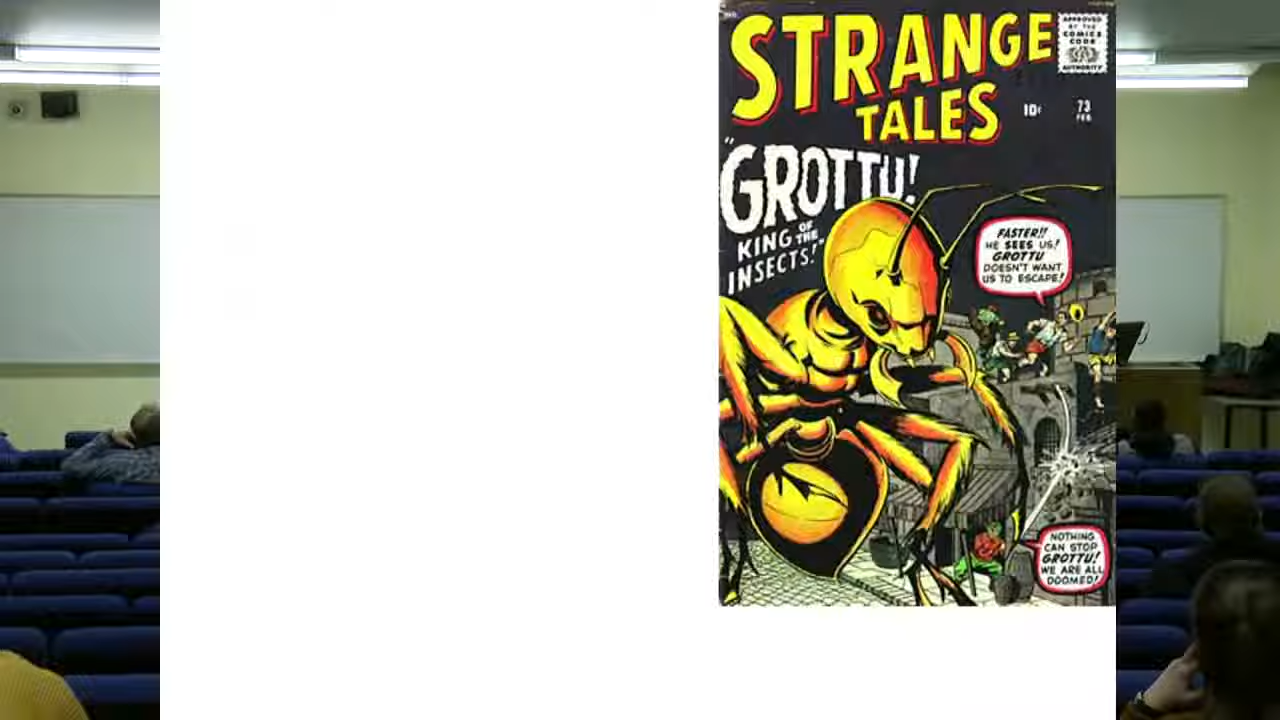 STRANGE
TALES
APPROVED
BY THE
COMICS
CODE
AUTHORITY
10¢
73
FEB.
"GROTTU!
KING OF THE
INSECTS!"
FASTER!!
HE SEES US!
GROTTU
DOESN'T WANT
US TO ESCAPE!
NOTHING
CAN STOP
GROTTU!
WE ARE ALL
DOOMED!